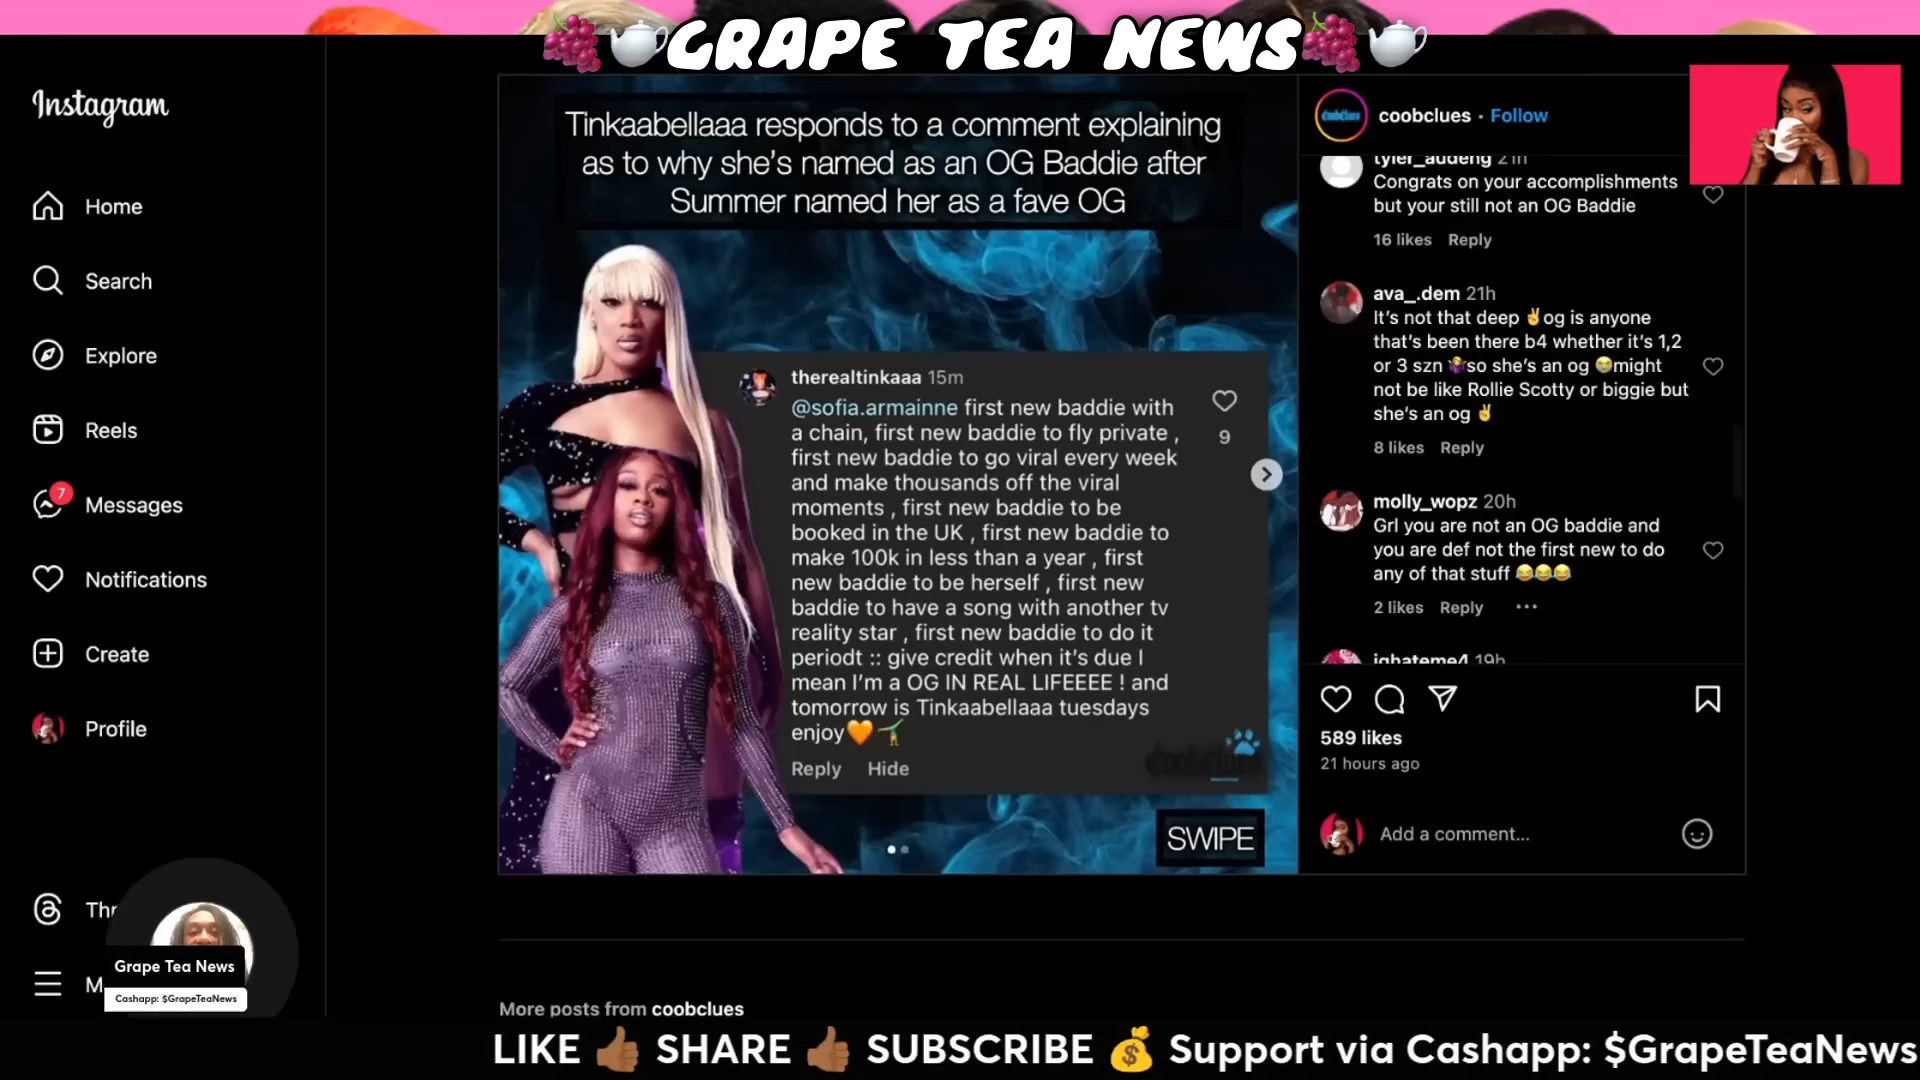 🍇🫖GRAPE TEA NEWS🍇🫖
Instagram
Home
Search
Explore
Reels
7
Messages
Notifications
Create
Profile
Thr
M
Grape Tea News
Cashapp: $GrapeTeaNews
Tinkaabellaaa responds to a comment explaining
as to why she's named as an OG Baddie after
Summer named her as a fave OG
therealtinkaaa 15m
@sofia.armainne first new baddie with
a chain, first new baddie to fly private ,
first new baddie to go viral every week
and make thousands off the viral
moments , first new baddie to be
booked in the UK , first new baddie to
make 100k in less than a year , first
new baddie to be herself , first new
baddie to have a song with another tv
reality star , first new baddie to do it
periodt :: give credit when it's due I
mean I'm a OG IN REAL LIFEEEE ! and
tomorrow is Tinkaabellaaa tuesdays
enjoy🧡🤸
9
Reply Hide
coobclues
SWIPE
coobclues • Follow
tyler_audeng 21h
Congrats on your accomplishments
but your still not an OG Baddie
16 likes Reply
ava_.dem 21h
It's not that deep ✌️og is anyone
that's been there b4 whether it's 1,2
or 3 szn 🤷‍♀️so she's an og 😭might
not be like Rollie Scotty or biggie but
she's an og ✌️
8 likes Reply
molly_wopz 20h
Grl you are not an OG baddie and
you are def not the first new to do
any of that stuff 😂😂😂
2 likes Reply •••
19h
589 likes
21 hours ago
Add a comment...
More posts from coobclues
LIKE 👍🏾 SHARE 👍🏾 SUBSCRIBE 💰 Support via Cashapp: $GrapeTeaNews